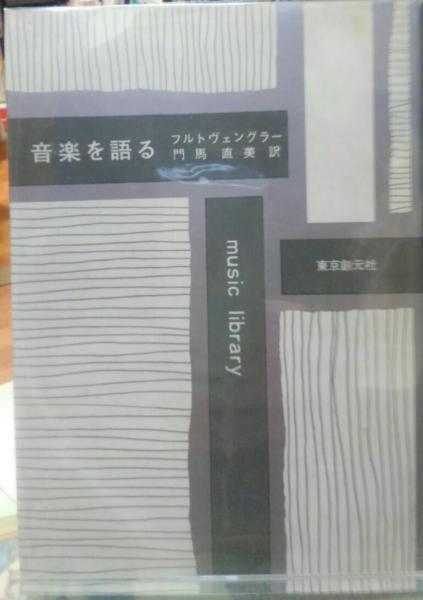 音楽を語る
フルトヴェングラー
門馬直美訳
music library
東京創元社